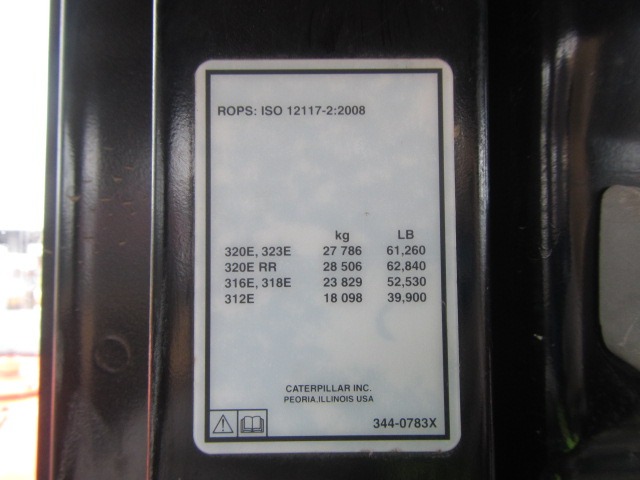 ROPS: ISO 12117-2:2008
kg LB
320E, 323E 27 786 61,260
320E RR 28 506 62,840
316E, 318E 23 829 52,530
312E 18 098 39,900
CATERPILLAR INC.
PEORIA.ILLINOIS USA
344-0783X